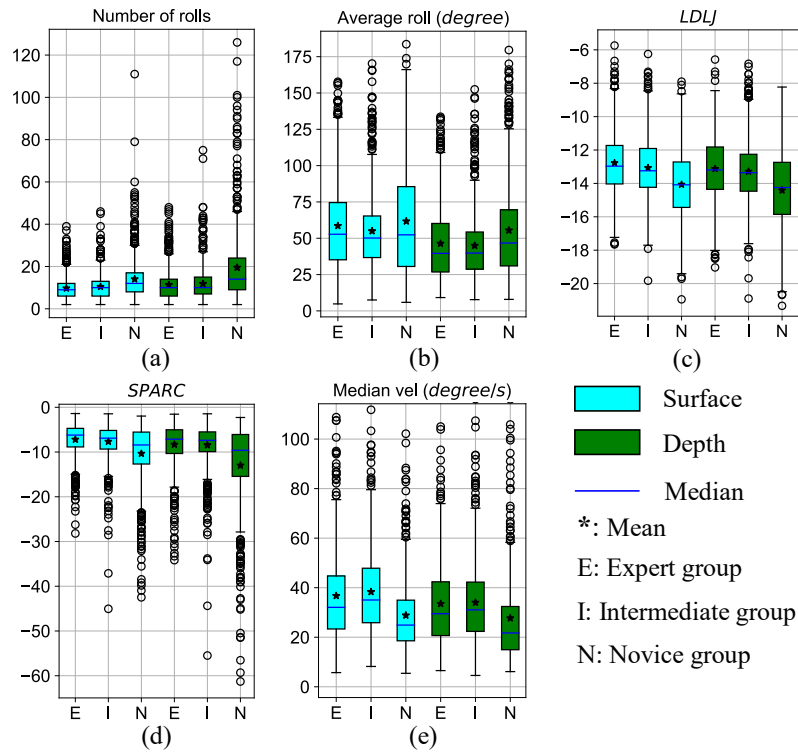 Number of rolls
120
100
80
60
40
20
0
E I N E I N
(a)
Average roll (degree)
175
150
125
100
75
50
25
0
E I N E I N
(b)
LDLJ
−6
−8
−10
−12
−14
−16
−18
−20
E I N E I N
(c)
SPARC
0
−10
−20
−30
−40
−50
−60
E I N E I N
(d)
Median vel (degree/s)
100
80
60
40
20
0
E I N E I N
(e)
Surface
Depth
Median
*: Mean
E: Expert group
I: Intermediate group
N: Novice group